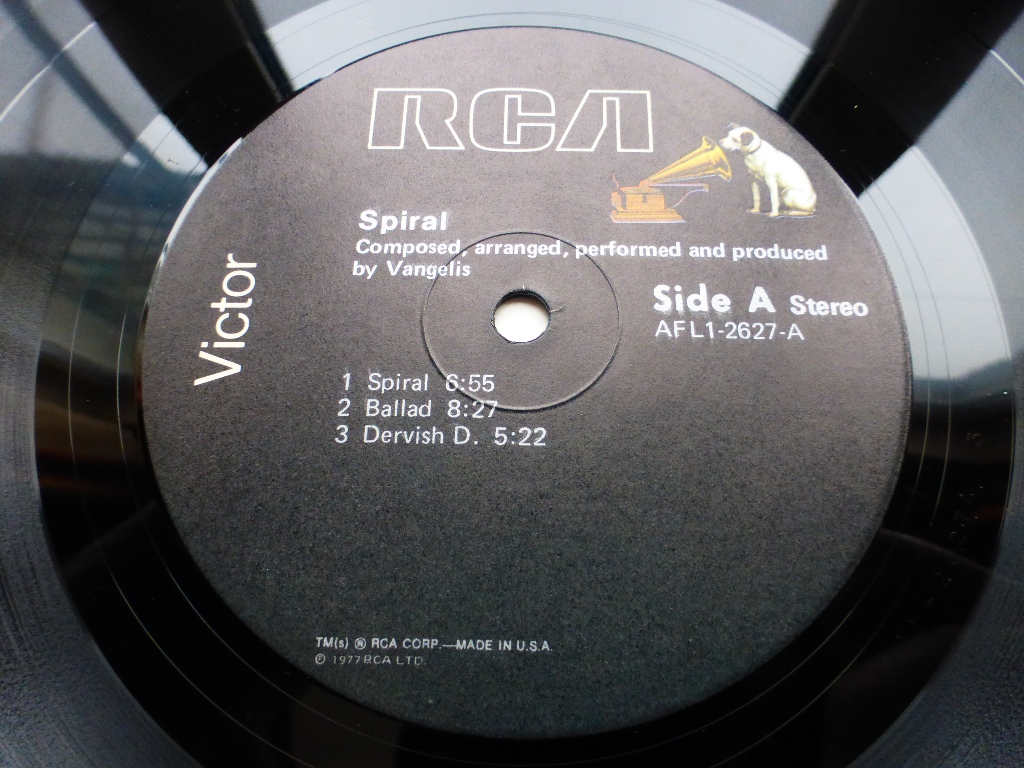 RCA
Victor
Spiral
Composed, arranged, performed and produced
by Vangelis
Side A Stereo
AFL1-2627-A
1 Spiral 6:55
2 Ballad 8:27
3 Dervish D. 5:22
TM(s) ® RCA CORP.—MADE IN U.S.A.
℗ 1977 RCA LTD.